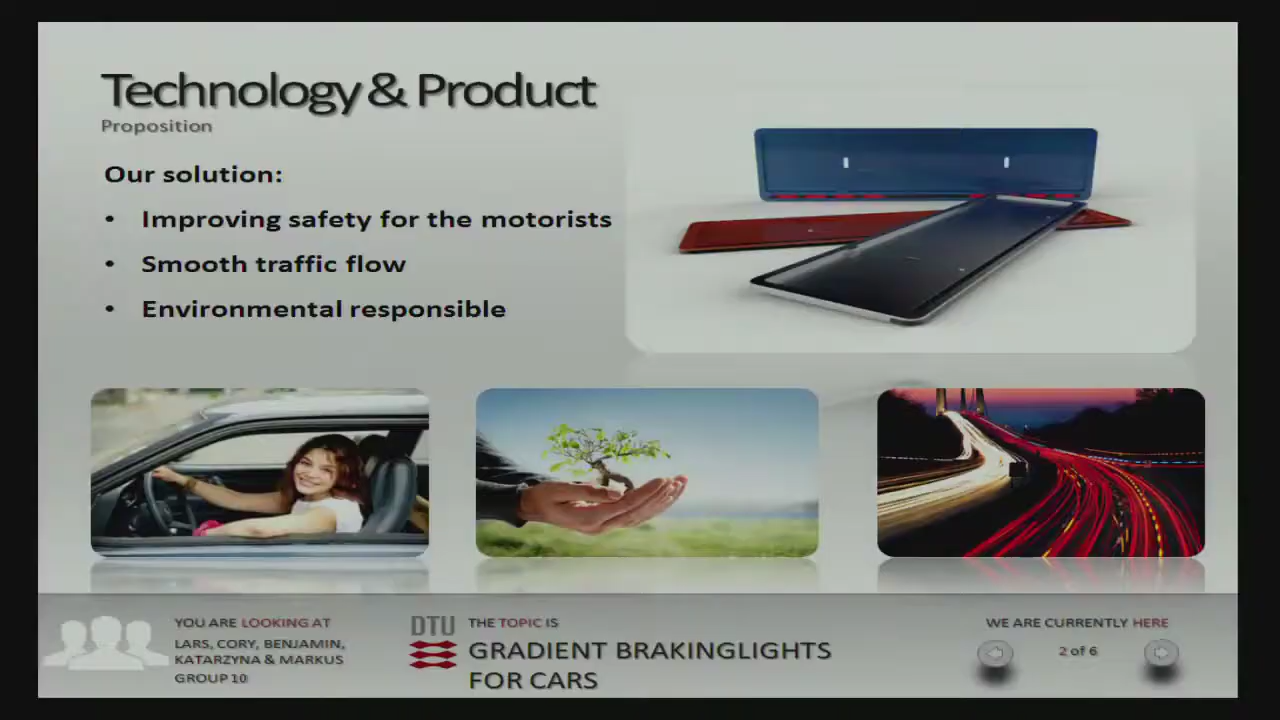 Technology & Product
Proposition
Our solution:
• Improving safety for the motorists
• Smooth traffic flow
• Environmental responsible
YOU ARE LOOKING AT
LARS, CORY, BENJAMIN,
KATARZYNA & MARKUS
GROUP 10
DTU
THE TOPIC IS
GRADIENT BRAKINGLIGHTS
FOR CARS
WE ARE CURRENTLY HERE
2 of 6